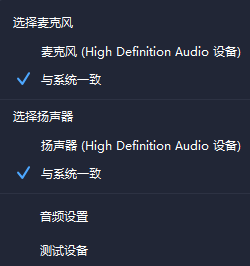 选择麦克风
麦克风 (High Definition Audio 设备)
与系统一致
选择扬声器
扬声器 (High Definition Audio 设备)
与系统一致
音频设置
测试设备